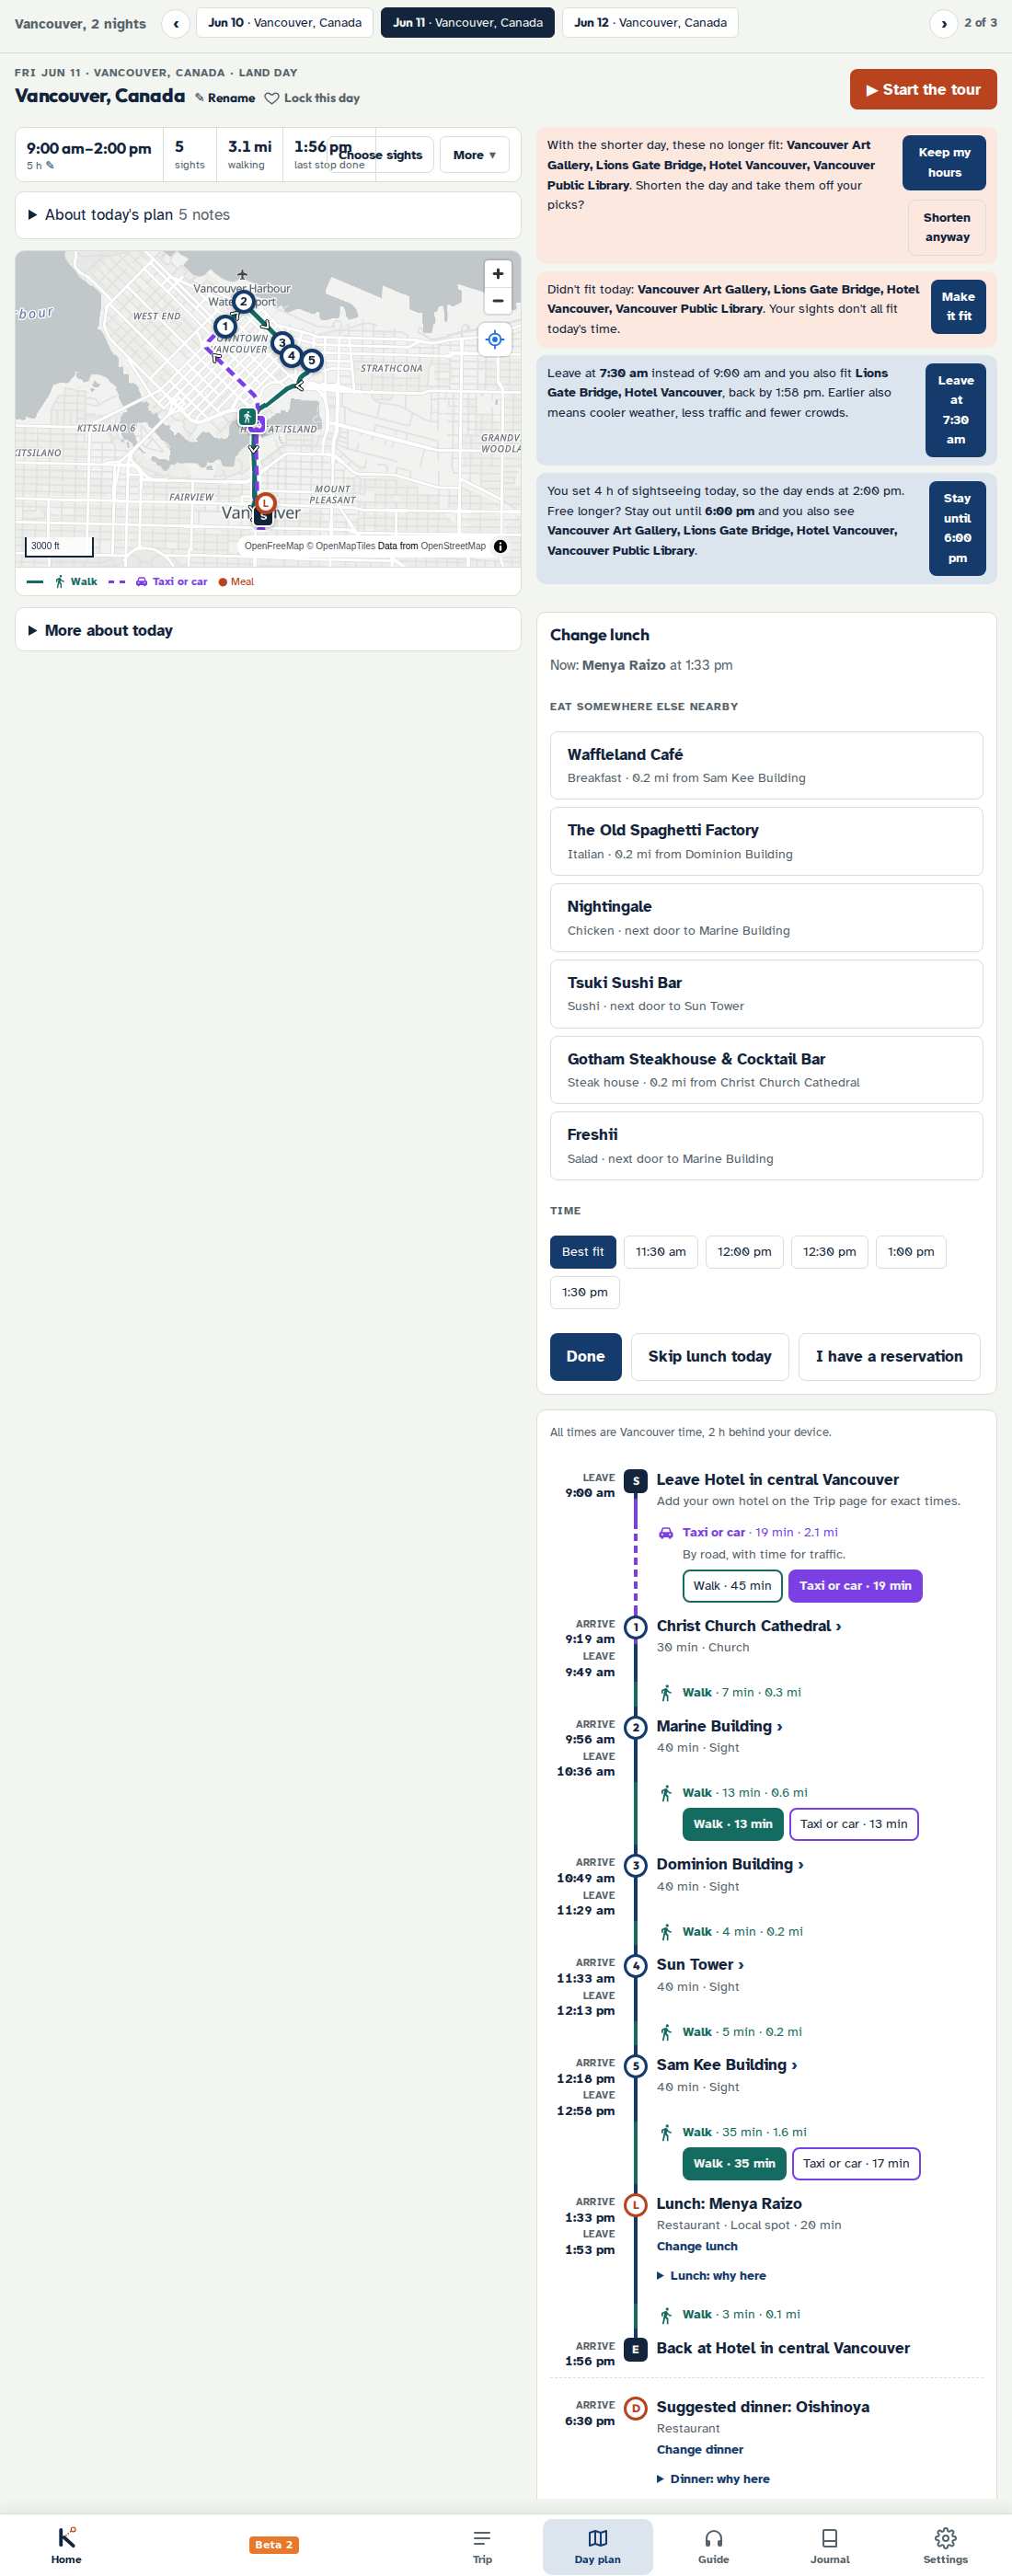 Vancouver, 2 nights
‹
Jun 10 · Vancouver, Canada
Jun 11 · Vancouver, Canada
Jun 12 · Vancouver, Canada
›
2 of 3
FRI JUN 11 · VANCOUVER, CANADA · LAND DAY
Vancouver, Canada
✎ Rename
Lock this day
▶ Start the tour
9:00 am–2:00 pm
5 h ✎
5
sights
3.1 mi
walking
1:56 pm
last stop done
Choose sights
More ▼
▶ About today's plan 5 notes
Vancouver Harbour
WEST END
1
2
3
4
5
STRATHCONA
KITSILANO 6
KITSILANO
MOUNT
PLEASANT
FAIRVIEW
L
S
+
−
3000 ft
OpenFreeMap © OpenMapTiles Data from OpenStreetMap
Walk
Taxi or car
Meal
▶ More about today
With the shorter day, these no longer fit: Vancouver Art
Gallery, Lions Gate Bridge, Hotel Vancouver, Vancouver
Public Library. Shorten the day and take them off your
picks?
Keep my
hours
Shorten
anyway
Didn't fit today: Vancouver Art Gallery, Lions Gate Bridge, Hotel
Vancouver, Vancouver Public Library. Your sights don't all fit
today's time.
Make
it fit
Leave at 7:30 am instead of 9:00 am and you also fit Lions
Gate Bridge, Hotel Vancouver, back by 1:58 pm. Earlier also
means cooler weather, less traffic and fewer crowds.
Leave
at
7:30
am
You set 4 h of sightseeing today, so the day ends at 2:00 pm.
Free longer? Stay out until 6:00 pm and you also see
Vancouver Art Gallery, Lions Gate Bridge, Hotel Vancouver,
Vancouver Public Library.
Stay
until
6:00
pm
Change lunch
Now: Menya Raizo at 1:33 pm
EAT SOMEWHERE ELSE NEARBY
Waffleland Café
Breakfast · 0.2 mi from Sam Kee Building
The Old Spaghetti Factory
Italian · 0.2 mi from Dominion Building
Nightingale
Chicken · next door to Marine Building
Tsuki Sushi Bar
Sushi · next door to Sun Tower
Gotham Steakhouse & Cocktail Bar
Steak house · 0.2 mi from Christ Church Cathedral
Freshii
Salad · next door to Marine Building
TIME
Best fit
11:30 am
12:00 pm
12:30 pm
1:00 pm
1:30 pm
Done
Skip lunch today
I have a reservation
All times are Vancouver time, 2 h behind your device.
LEAVE
9:00 am
S
Leave Hotel in central Vancouver
Add your own hotel on the Trip page for exact times.
Taxi or car · 19 min · 2.1 mi
By road, with time for traffic.
Walk · 45 min
Taxi or car · 19 min
ARRIVE
9:19 am
LEAVE
9:49 am
1
Christ Church Cathedral ›
30 min · Church
Walk · 7 min · 0.3 mi
ARRIVE
9:56 am
LEAVE
10:36 am
2
Marine Building ›
40 min · Sight
Walk · 13 min · 0.6 mi
Walk · 13 min
Taxi or car · 13 min
ARRIVE
10:49 am
LEAVE
11:29 am
3
Dominion Building ›
40 min · Sight
Walk · 4 min · 0.2 mi
ARRIVE
11:33 am
LEAVE
12:13 pm
4
Sun Tower ›
40 min · Sight
Walk · 5 min · 0.2 mi
ARRIVE
12:18 pm
LEAVE
12:58 pm
5
Sam Kee Building ›
40 min · Sight
Walk · 35 min · 1.6 mi
Walk · 35 min
Taxi or car · 17 min
ARRIVE
1:33 pm
LEAVE
1:53 pm
L
Lunch: Menya Raizo
Restaurant · Local spot · 20 min
Change lunch
▶ Lunch: why here
Walk · 3 min · 0.1 mi
ARRIVE
1:56 pm
E
Back at Hotel in central Vancouver
ARRIVE
6:30 pm
D
Suggested dinner: Oishinoya
Restaurant
Change dinner
▶ Dinner: why here
Home
Beta 2
Trip
Day plan
Guide
Journal
Settings